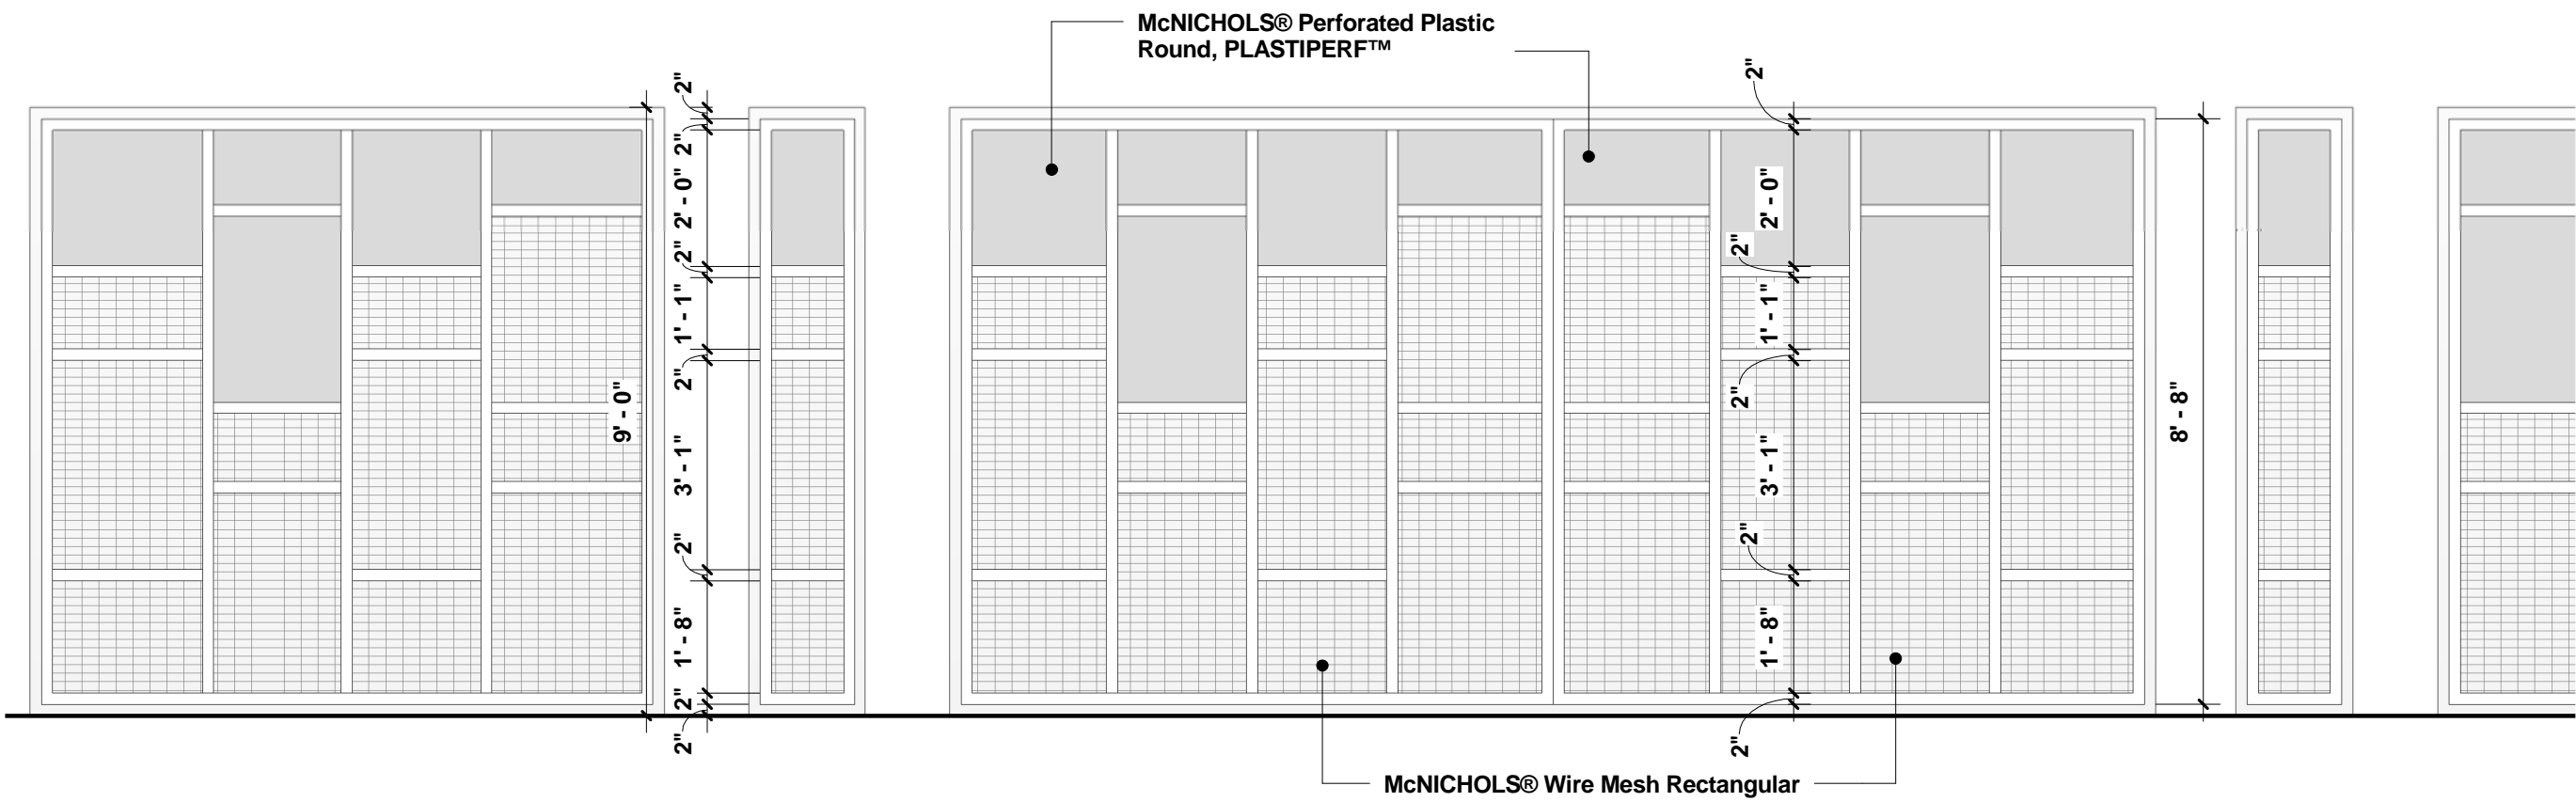 McNICHOLS® Perforated Plastic
Round, PLASTIPERF™
2"
2"
2' - 0"
2"
1' - 1"
2"
3' - 1"
2"
1' - 8"
2"
2"
9' - 0"
2"
2' - 0"
2"
1' - 1"
2"
3' - 1"
2"
1' - 8"
2"
8' - 8"
McNICHOLS® Wire Mesh Rectangular